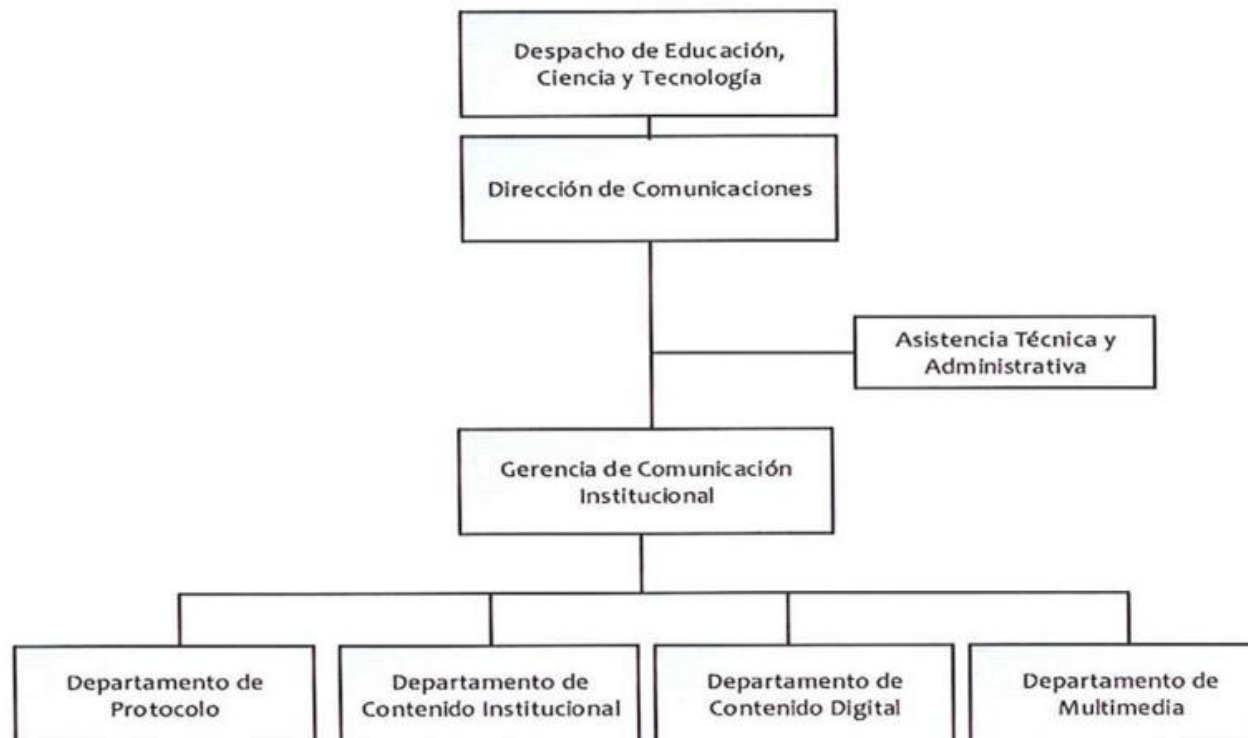 Despacho de Educación,
Ciencia y Tecnología
Dirección de Comunicaciones
Asistencia Técnica y
Administrativa
Gerencia de Comunicación
Institucional
Departamento de
Protocolo
Departamento de
Contenido Institucional
Departamento de
Contenido Digital
Departamento de
Multimedia